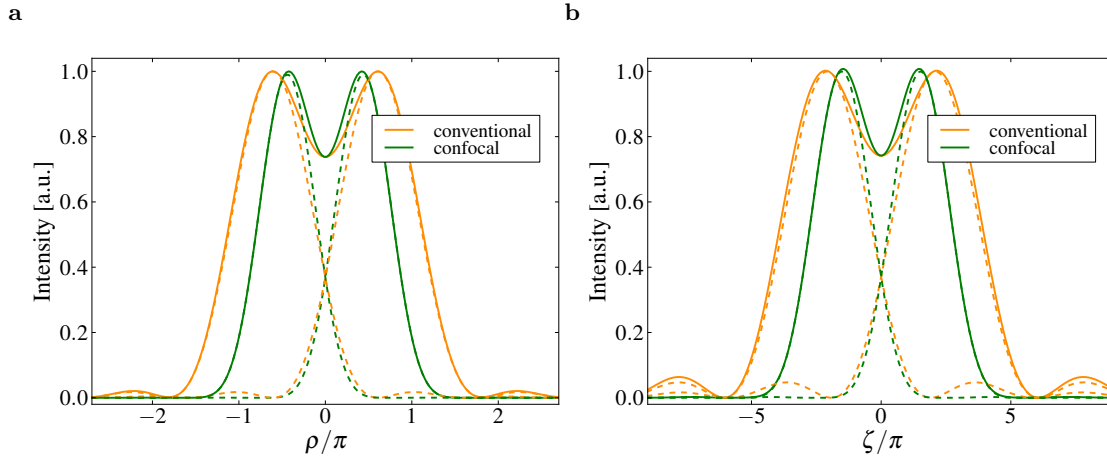 a
Intensity [a.u.]
1.0
0.8
0.6
0.4
0.2
0.0
−2
−1
0
1
2
ρ/π
conventional
confocal
b
Intensity [a.u.]
1.0
0.8
0.6
0.4
0.2
0.0
−5
0
5
ζ/π
conventional
confocal